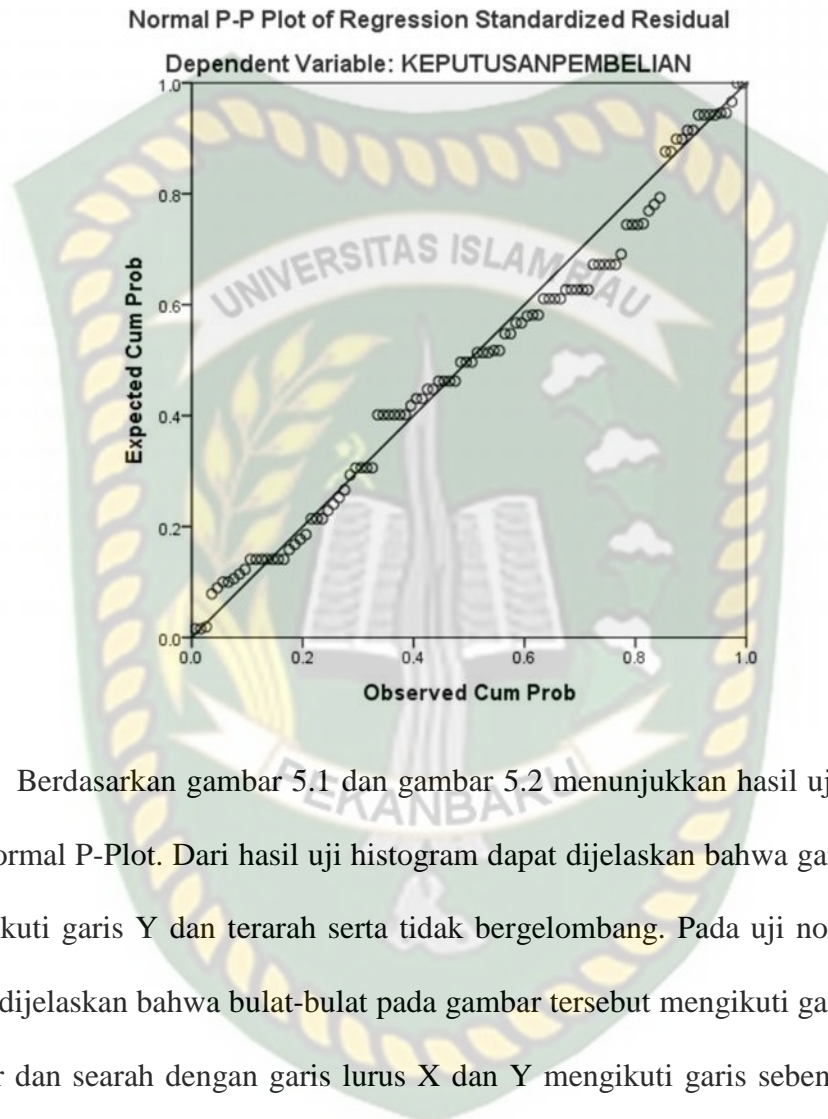 Normal P-P Plot of Regression Standardized Residual
Dependent Variable: KEPUTUSANPEMBELIAN
1.0
0.8
0.6
0.4
0.2
0.0
Expected Cum Prob
0.0 0.2 0.4 0.6 0.8 1.0
Observed Cum Prob
UNIVERSITAS ISLAM RIAU
PEKANBARU
Berdasarkan gambar 5.1 dan gambar 5.2 menunjukkan hasil uj
ormal P-Plot. Dari hasil uji histogram dapat dijelaskan bahwa ga
kuti garis Y dan terarah serta tidak bergelombang. Pada uji no
dijelaskan bahwa bulat-bulat pada gambar tersebut mengikuti ga
r dan searah dengan garis lurus X dan Y mengikuti garis seben